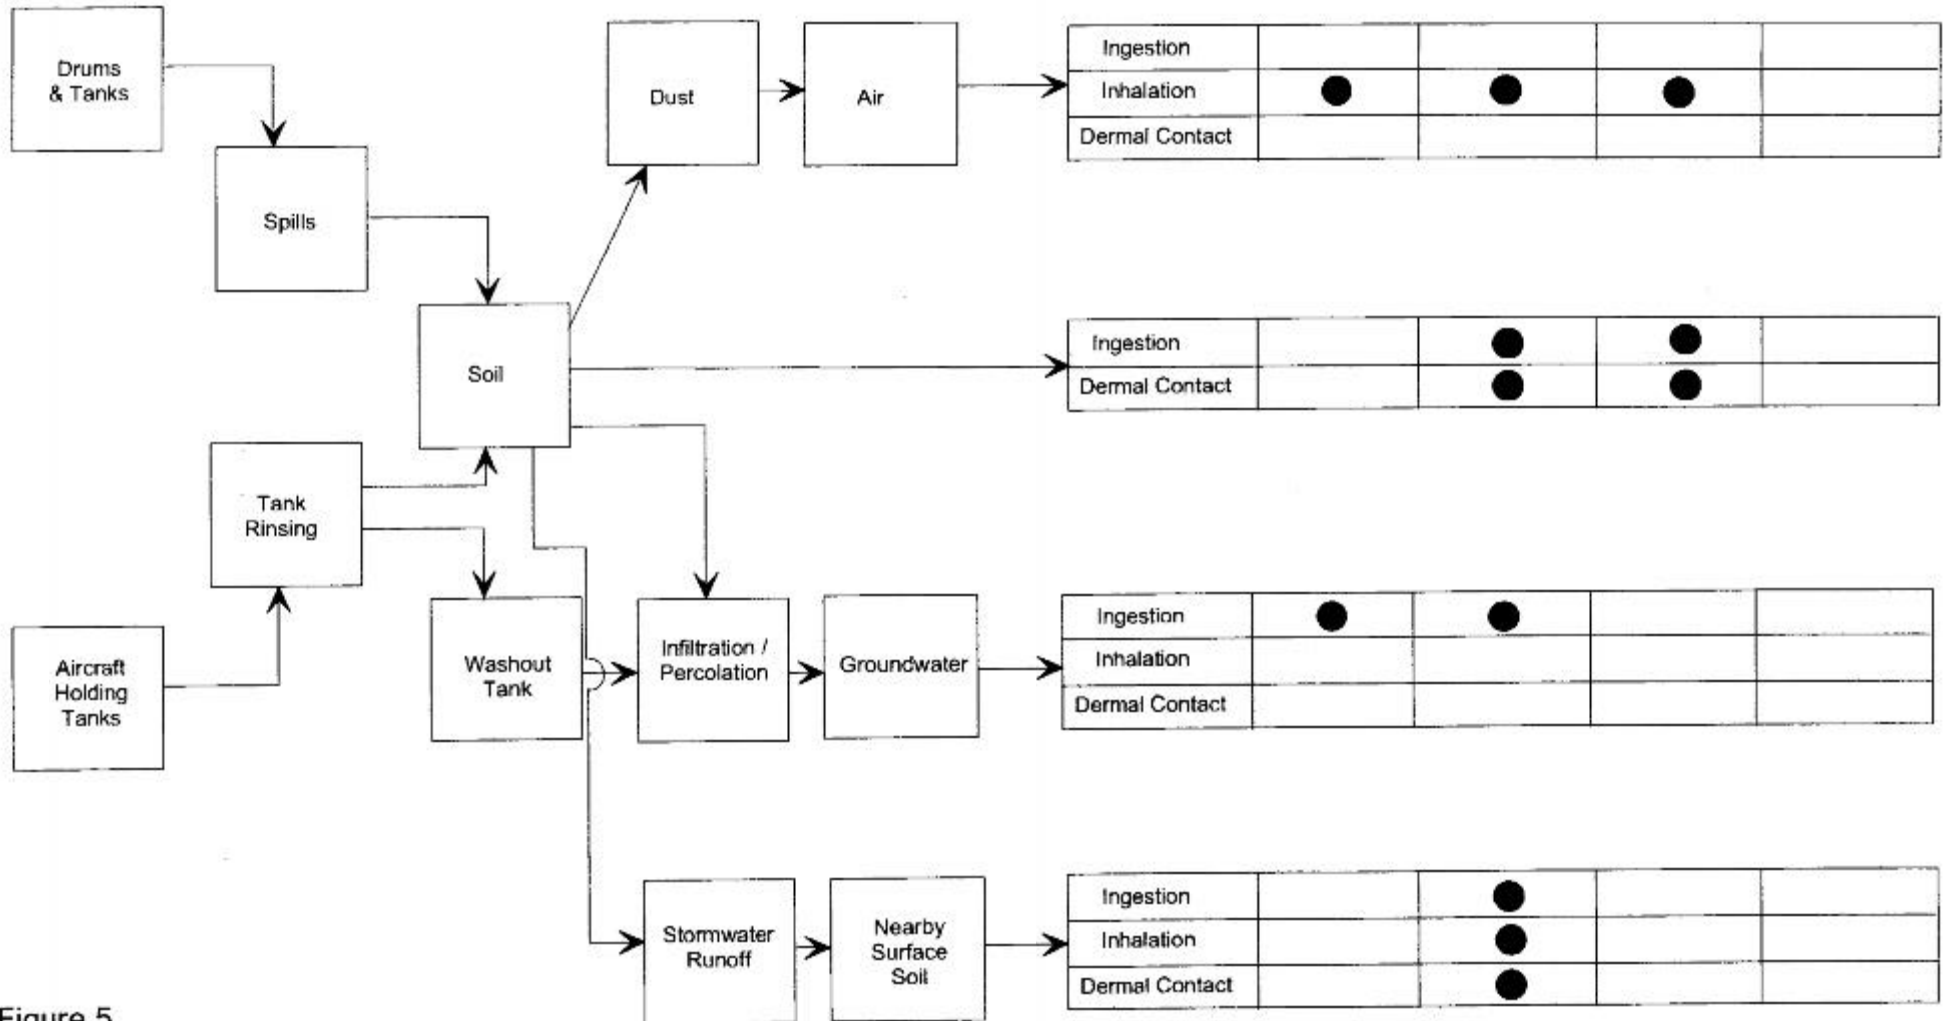 Drums
& Tanks
Dust
Air
Ingestion
Inhalation
Dermal Contact
Spills
Soil
Ingestion
Dermal Contact
Tank
Rinsing
Aircraft
Holding
Tanks
Washout
Tank
Infiltration /
Percolation
Groundwater
Ingestion
Inhalation
Dermal Contact
Stormwater
Runoff
Nearby
Surface
Soil
Ingestion
Inhalation
Dermal Contact
Figure 5